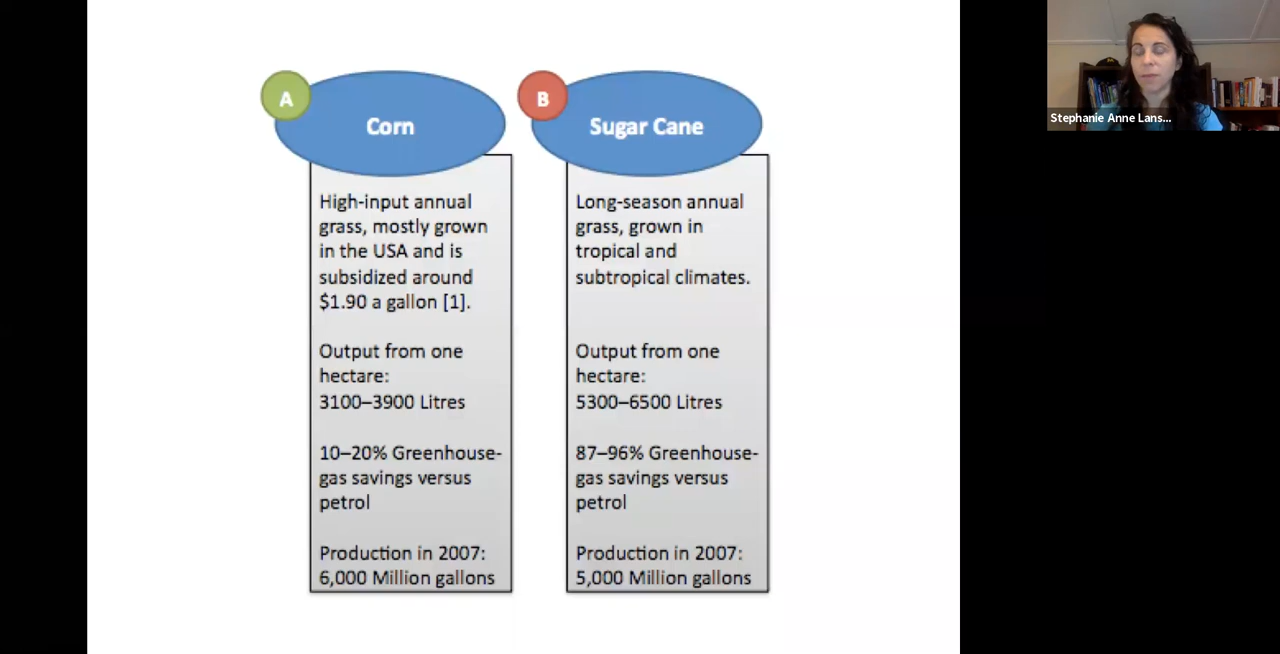 A
Corn
High-input annual
grass, mostly grown
in the USA and is
subsidized around
$1.90 a gallon [1].
Output from one
hectare:
3100–3900 Litres
10–20% Greenhouse-
gas savings versus
petrol
Production in 2007:
6,000 Million gallons
B
Sugar Cane
Long-season annual
grass, grown in
tropical and
subtropical climates.
Output from one
hectare:
5300–6500 Litres
87–96% Greenhouse-
gas savings versus
petrol
Production in 2007:
5,000 Million gallons
Stephanie Anne Lans...